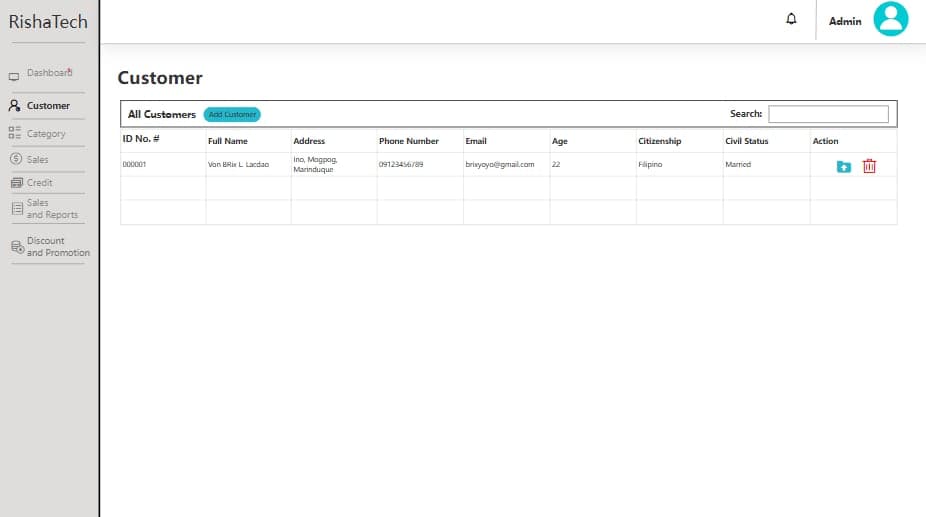 RishaTech
Admin
Dashboard
Customer
Category
Sales
Credit
Sales
and Reports
Discount
and Promotion
Customer
All Customers Add Customer Search:
ID No. # Full Name Address Phone Number Email Age Citizenship Civil Status Action
000001 Von BRix L. Lacdao Ino, Mogpog, 09123456789 brixyoyo@gmail.com 22 Filipino Married
Marinduque